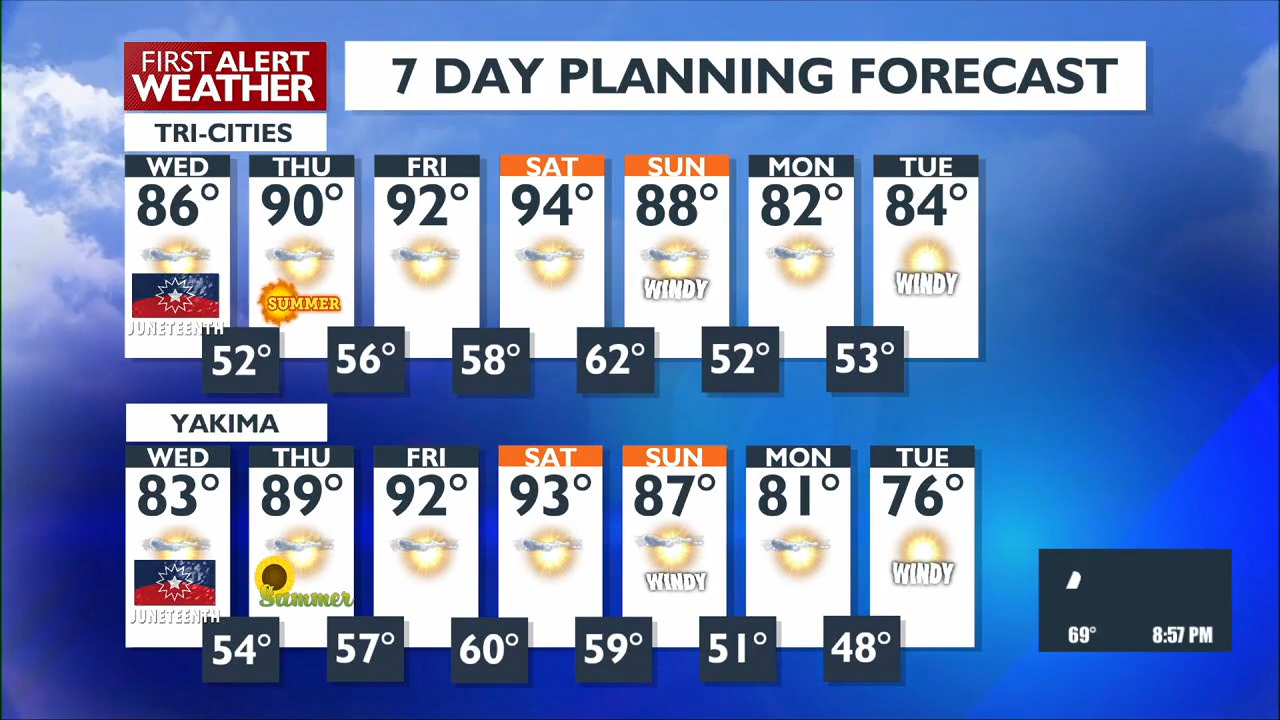 FIRST ALERT
WEATHER
7 DAY PLANNING FORECAST
TRI-CITIES
WED THU FRI SAT SUN MON TUE
86° 90° 92° 94° 88° 82° 84°
SUMMER WINDY WINDY
JUNETEENTH
52° 56° 58° 62° 52° 53°
YAKIMA
WED THU FRI SAT SUN MON TUE
83° 89° 92° 93° 87° 81° 76°
WINDY WINDY
JUNETEENTH Summer
54° 57° 60° 59° 51° 48°
69° 8:57 PM